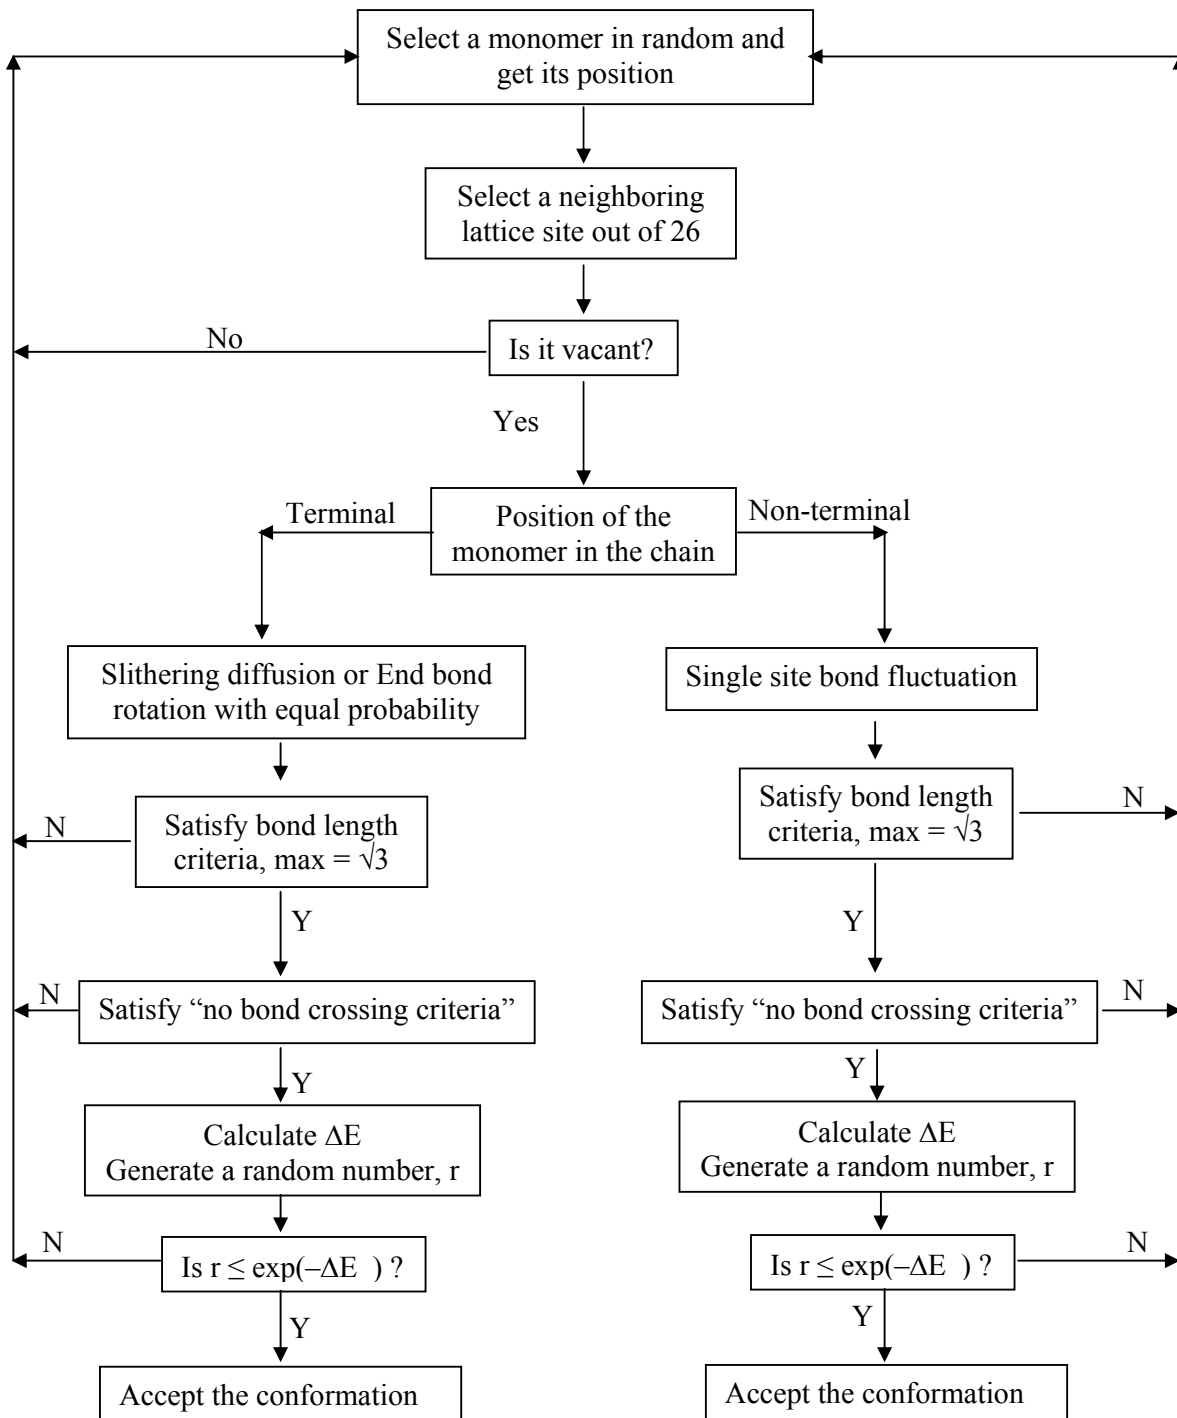 Select a monomer in random and
get its position
Select a neighboring
lattice site out of 26
No
Is it vacant?
Yes
Terminal
Position of the
monomer in the chain
Non-terminal
Slithering diffusion or End bond
rotation with equal probability
Single site bond fluctuation
N
Satisfy bond length
criteria, max = √3
Satisfy bond length
criteria, max = √3
N
Y
Y
N
Satisfy “no bond crossing criteria”
Satisfy “no bond crossing criteria”
N
Y
Y
Calculate ΔE
Generate a random number, r
Calculate ΔE
Generate a random number, r
N
Is r ≤ exp(−ΔE ) ?
Is r ≤ exp(−ΔE ) ?
N
Y
Y
Accept the conformation
Accept the conformation